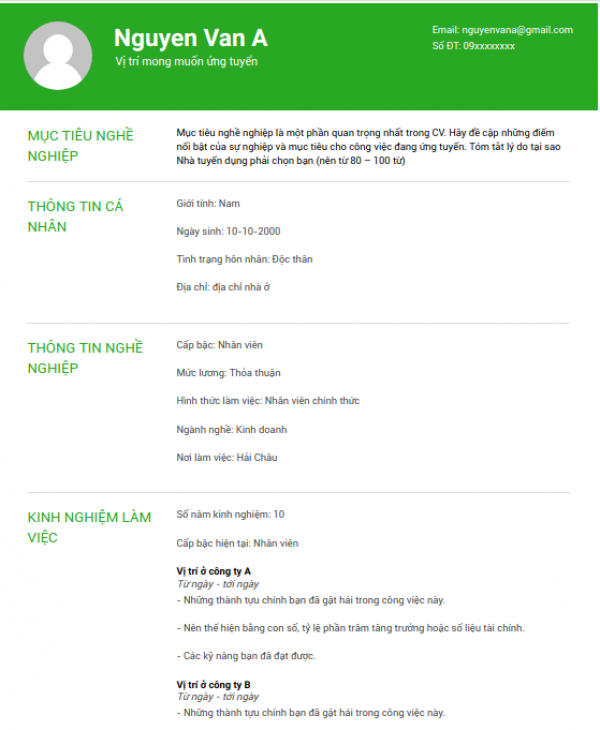 Nguyen Van A
Vị trí mong muốn ứng tuyển
Email: nguyenvana@gmail.com
Số ĐT: 09xxxxxxxx
MỤC TIÊU NGHỀ
NGHIỆP
Mục tiêu nghề nghiệp là một phần quan trọng nhất trong CV. Hãy đề cập những điểm
nổi bật của sự nghiệp và mục tiêu cho công việc đang ứng tuyển. Tóm tắt lý do tại sao
Nhà tuyển dụng phải chọn bạn (nên từ 80 – 100 từ)
THÔNG TIN CÁ
NHÂN
Giới tính: Nam
Ngày sinh: 10-10-2000
Tình trạng hôn nhân: Độc thân
Địa chỉ: địa chỉ nhà ở
THÔNG TIN NGHỀ
NGHIỆP
Cấp bậc: Nhân viên
Mức lương: Thỏa thuận
Hình thức làm việc: Nhân viên chính thức
Ngành nghề: Kinh doanh
Nơi làm việc: Hải Châu
KINH NGHIỆM LÀM
VIỆC
Số năm kinh nghiệm: 10
Cấp bậc hiện tại: Nhân viên
Vị trí ở công ty A
Từ ngày - tới ngày
- Những thành tựu chính bạn đã gặt hái trong công việc này.
- Nên thể hiện bằng con số, tỷ lệ phần trăm tăng trưởng hoặc số liệu tài chính.
- Các kỹ năng bạn đã đạt được.
Vị trí ở công ty B
Từ ngày - tới ngày
- Những thành tựu chính bạn đã gặt hái trong công việc này.